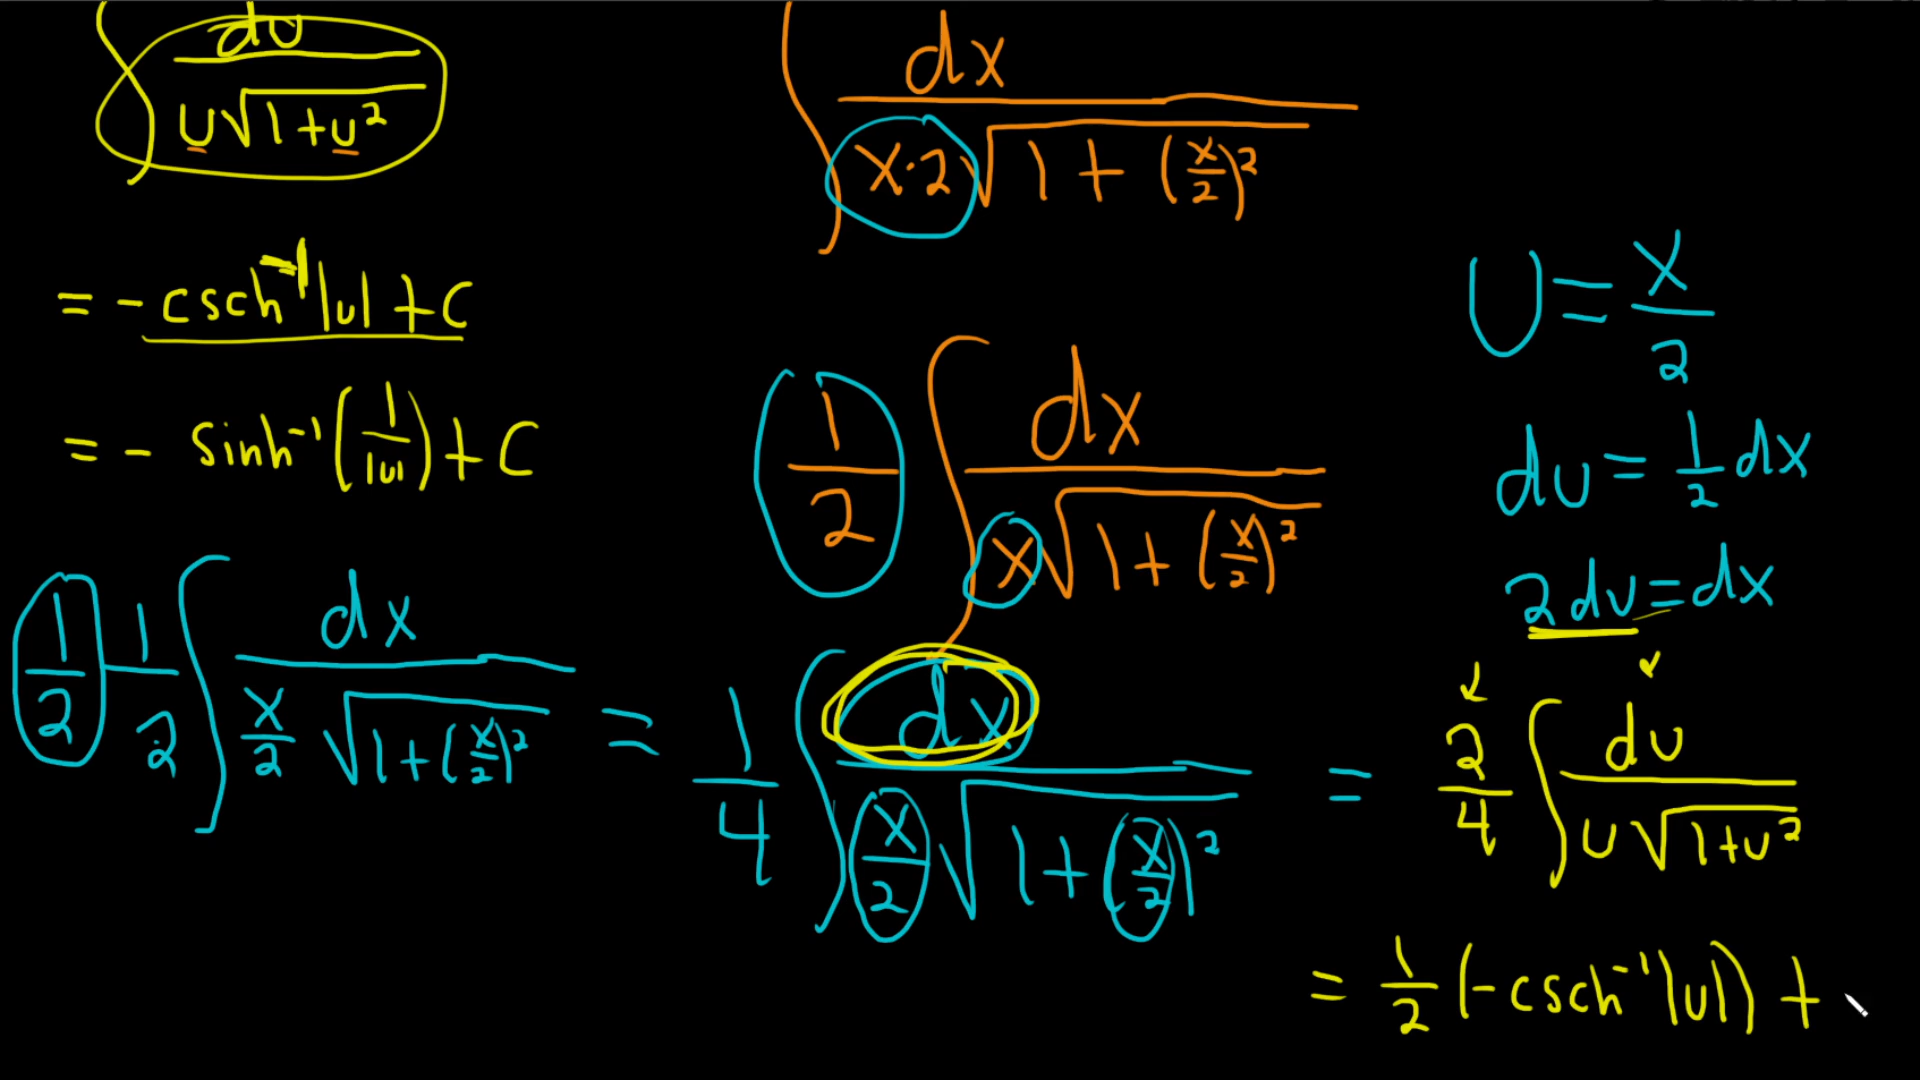 ∫ du / (u√(1+u²))
= -csch⁻¹|u| + C
= - sinh⁻¹(1/|u|) + C
∫ dx / (x·2√(1 + (x/2)²))
1/2 ∫ dx / (x√(1 + (x/2)²))
U = x/2
du = 1/2 dx
2du = dx
1/2 · 1/2 ∫ dx / (x/2 √(1 + (x/2)²)) = 1/4 ∫ dx / (x/2 √(1 + (x/2)²)) = 2/4 ∫ du / (u√(1+u²))
= 1/2 (-csch⁻¹|u|) +